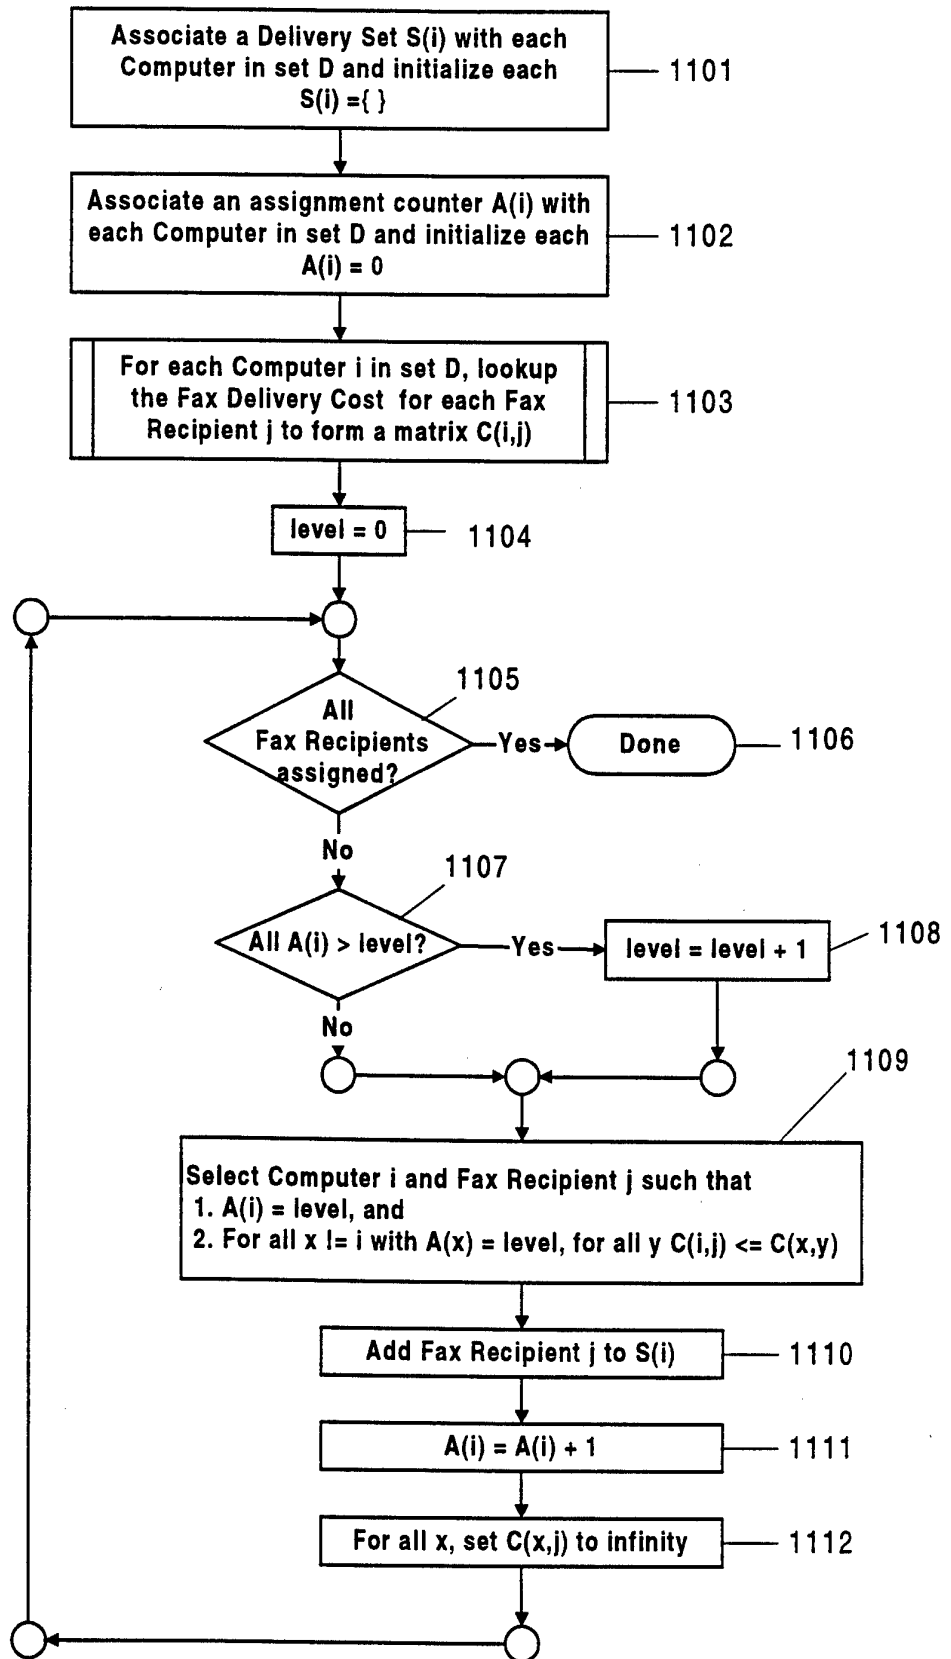 Associate a Delivery Set S(i) with each
Computer in set D and initialize each
S(i) ={ }
1101
Associate an assignment counter A(i) with
each Computer in set D and initialize each
A(i) = 0
1102
For each Computer i in set D, lookup
the Fax Delivery Cost for each Fax
Recipient j to form a matrix C(i,j)
1103
level = 0
1104
1105
All
Fax Recipients
assigned?
Yes
Done
1106
No
1107
All A(i) > level?
Yes
level = level + 1
1108
No
1109
Select Computer i and Fax Recipient j such that
1. A(i) = level, and
2. For all x != i with A(x) = level, for all y C(i,j) <= C(x,y)
Add Fax Recipient j to S(i)
1110
A(i) = A(i) + 1
1111
For all x, set C(x,j) to infinity
1112